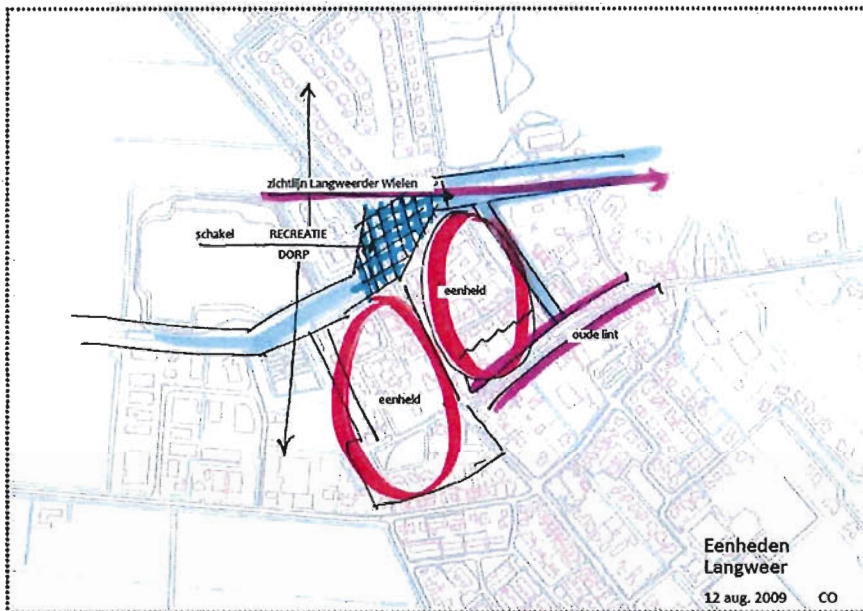 zichtlijn Langweerder Wielen
schakel RECREATIE
DORP
eenheid
oude lint
eenheid
Eenheden
Langweer
12 aug. 2009 CO